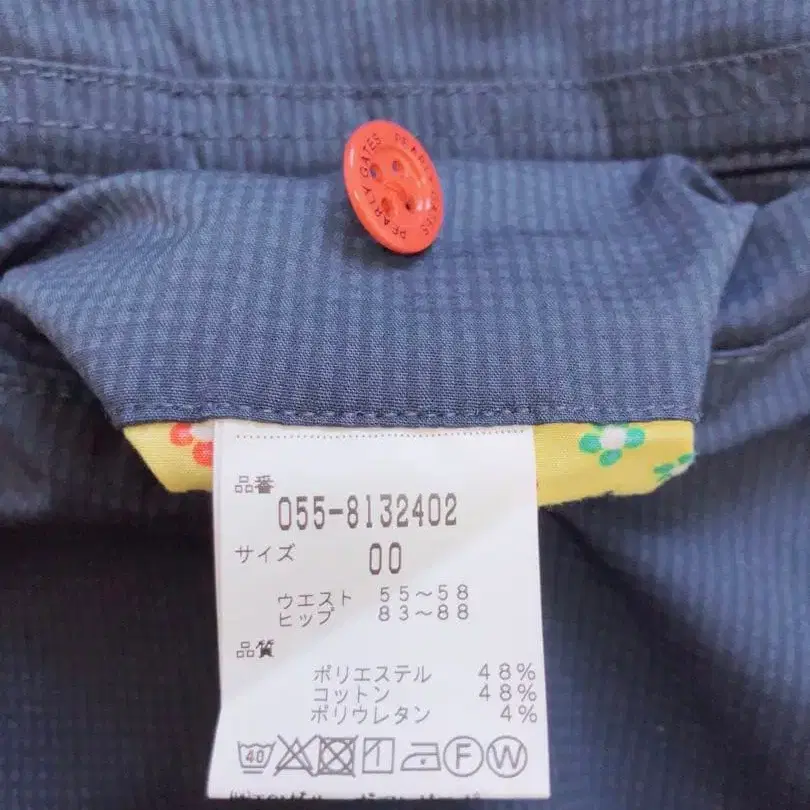 PEARLY GATES PEARLY GATES
品番
055-8132402
サイズ 00
ウエスト 55~58
ヒップ 83~88
品質
ポリエステル 48%
コットン 48%
ポリウレタン 4%
40 F W